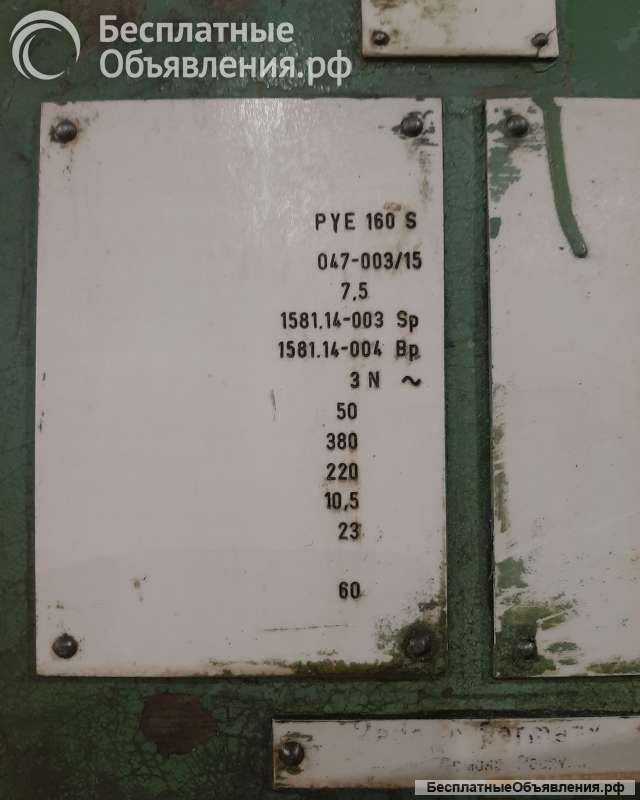 Бесплатные
Объявления.рф
PYE 160 S
047-003/15
7,5
1581.14-003 Sp
1581.14-004 Bp
3 N ~
50
380
220
10,5
23
60
Germany
БесплатныеОбъявления.рф